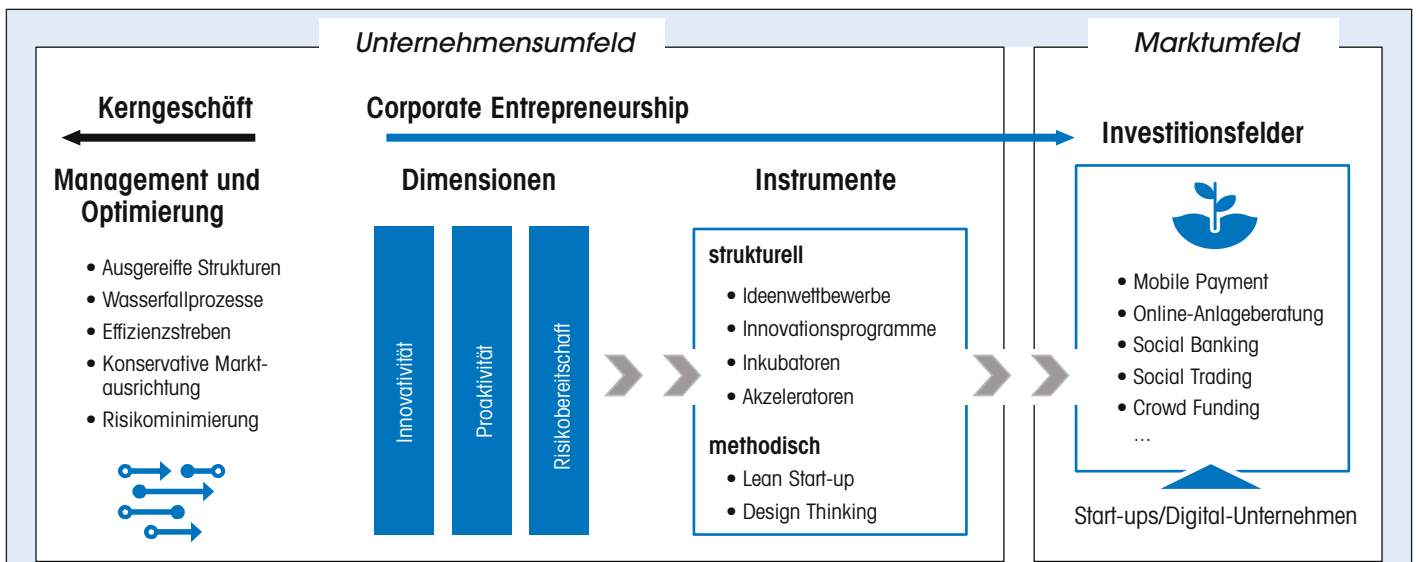 Unternehmensumfeld
Marktumfeld
Kerngeschäft
Corporate Entrepreneurship
Management und
Optimierung
• Ausgereifte Strukturen
• Wasserfallprozesse
• Effizienzstreben
• Konservative Markt-
ausrichtung
• Risikominimierung
Dimensionen
Innovativität
Proaktivität
Risikobereitschaft
Instrumente
strukturell
• Ideenwettbewerbe
• Innovationsprogramme
• Inkubatoren
• Akzeleratoren
methodisch
• Lean Start-up
• Design Thinking
Investitionsfelder
• Mobile Payment
• Online-Anlageberatung
• Social Banking
• Social Trading
• Crowd Funding
...
Start-ups/Digital-Unternehmen